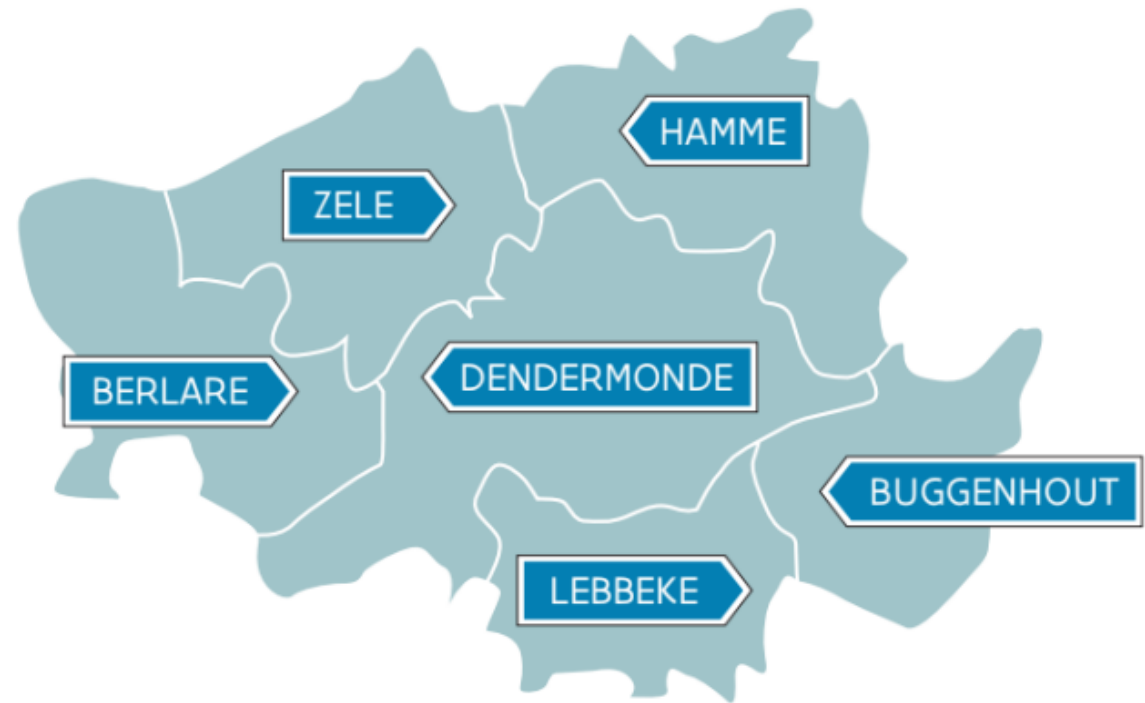 HAMME
ZELE
DENDERMONDE
BERLARE
BUGGENHOUT
LEBBEKE